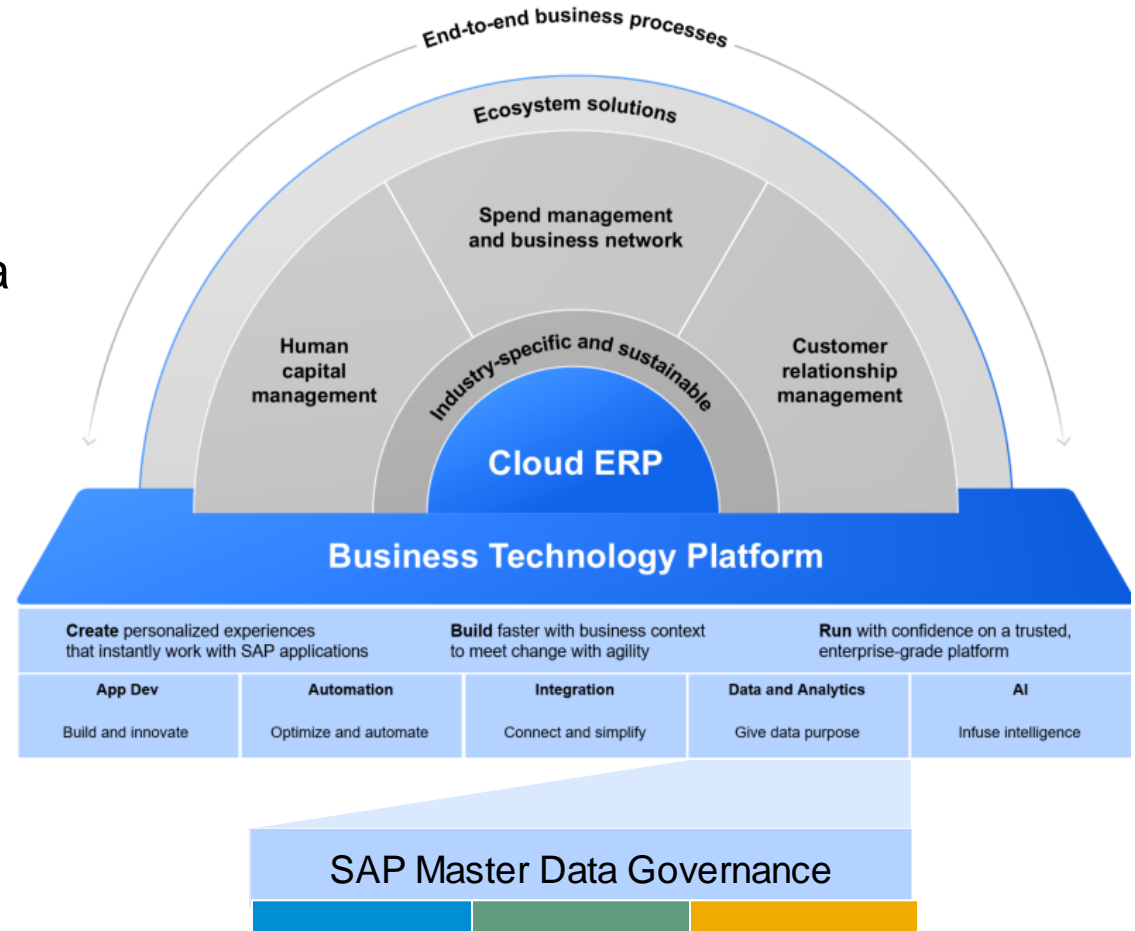 End-to-end business processes
Ecosystem solutions
Spend management
and business network
a
Human
capital
management
Industry-specific and sustainable
Customer
relationship
management
Cloud ERP
Business Technology Platform
Create personalized experiences
that instantly work with SAP applications
Build faster with business context
to meet change with agility
Run with confidence on a trusted,
enterprise-grade platform
App Dev
Build and innovate
Automation
Optimize and automate
Integration
Connect and simplify
Data and Analytics
Give data purpose
AI
Infuse intelligence
SAP Master Data Governance